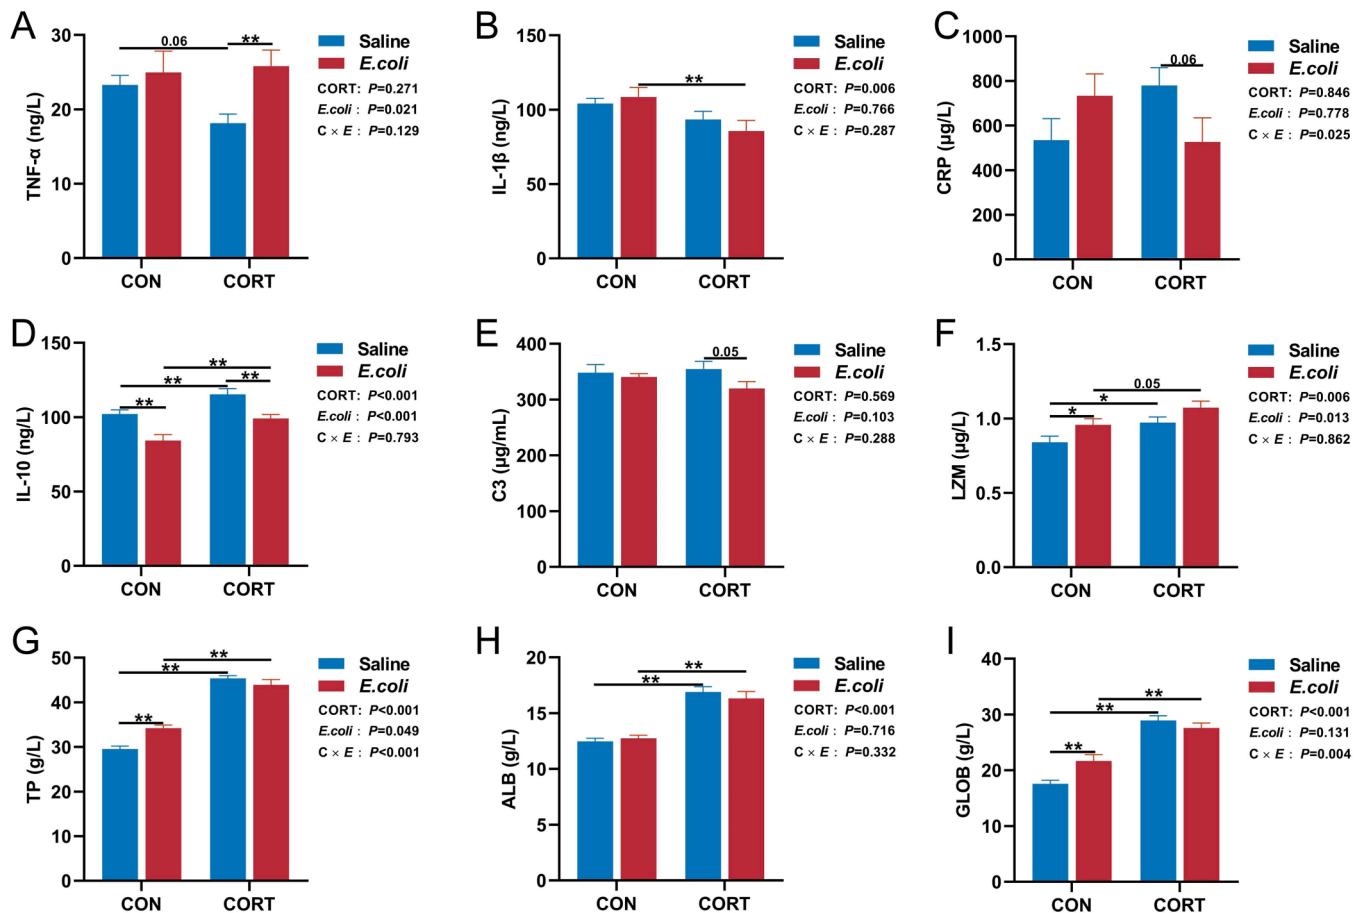 A
TNF-α (ng/L)
30
20
10
0
0.06
**
CON
CORT
Saline
E.coli
CORT: P=0.271
E.coli : P=0.021
C × E : P=0.129
B
IL-1β (ng/L)
150
100
50
0
**
CON
CORT
Saline
E.coli
CORT: P=0.006
E.coli : P=0.766
C × E : P=0.287
C
CRP (µg/L)
1000
800
600
400
200
0
0.06
CON
CORT
Saline
E.coli
CORT: P=0.846
E.coli : P=0.778
C × E : P=0.025
D
IL-10 (ng/L)
150
100
50
0
**
**
**
**
CON
CORT
Saline
E.coli
CORT: P<0.001
E.coli : P<0.001
C × E : P=0.793
E
C3 (µg/mL)
400
300
200
100
0
0.05
CON
CORT
Saline
E.coli
CORT: P=0.569
E.coli : P=0.103
C × E : P=0.288
F
LZM (µg/L)
1.5
1.0
0.5
0.0
0.05
*
*
CON
CORT
Saline
E.coli
CORT: P=0.006
E.coli : P=0.013
C × E : P=0.862
G
TP (g/L)
50
40
30
20
10
0
**
**
**
CON
CORT
Saline
E.coli
CORT: P<0.001
E.coli : P=0.049
C × E : P<0.001
H
ALB (g/L)
20
15
10
5
0
**
**
CON
CORT
Saline
E.coli
CORT: P<0.001
E.coli : P=0.716
C × E : P=0.332
I
GLOB (g/L)
40
30
20
10
0
**
**
**
CON
CORT
Saline
E.coli
CORT: P<0.001
E.coli : P=0.131
C × E : P=0.004